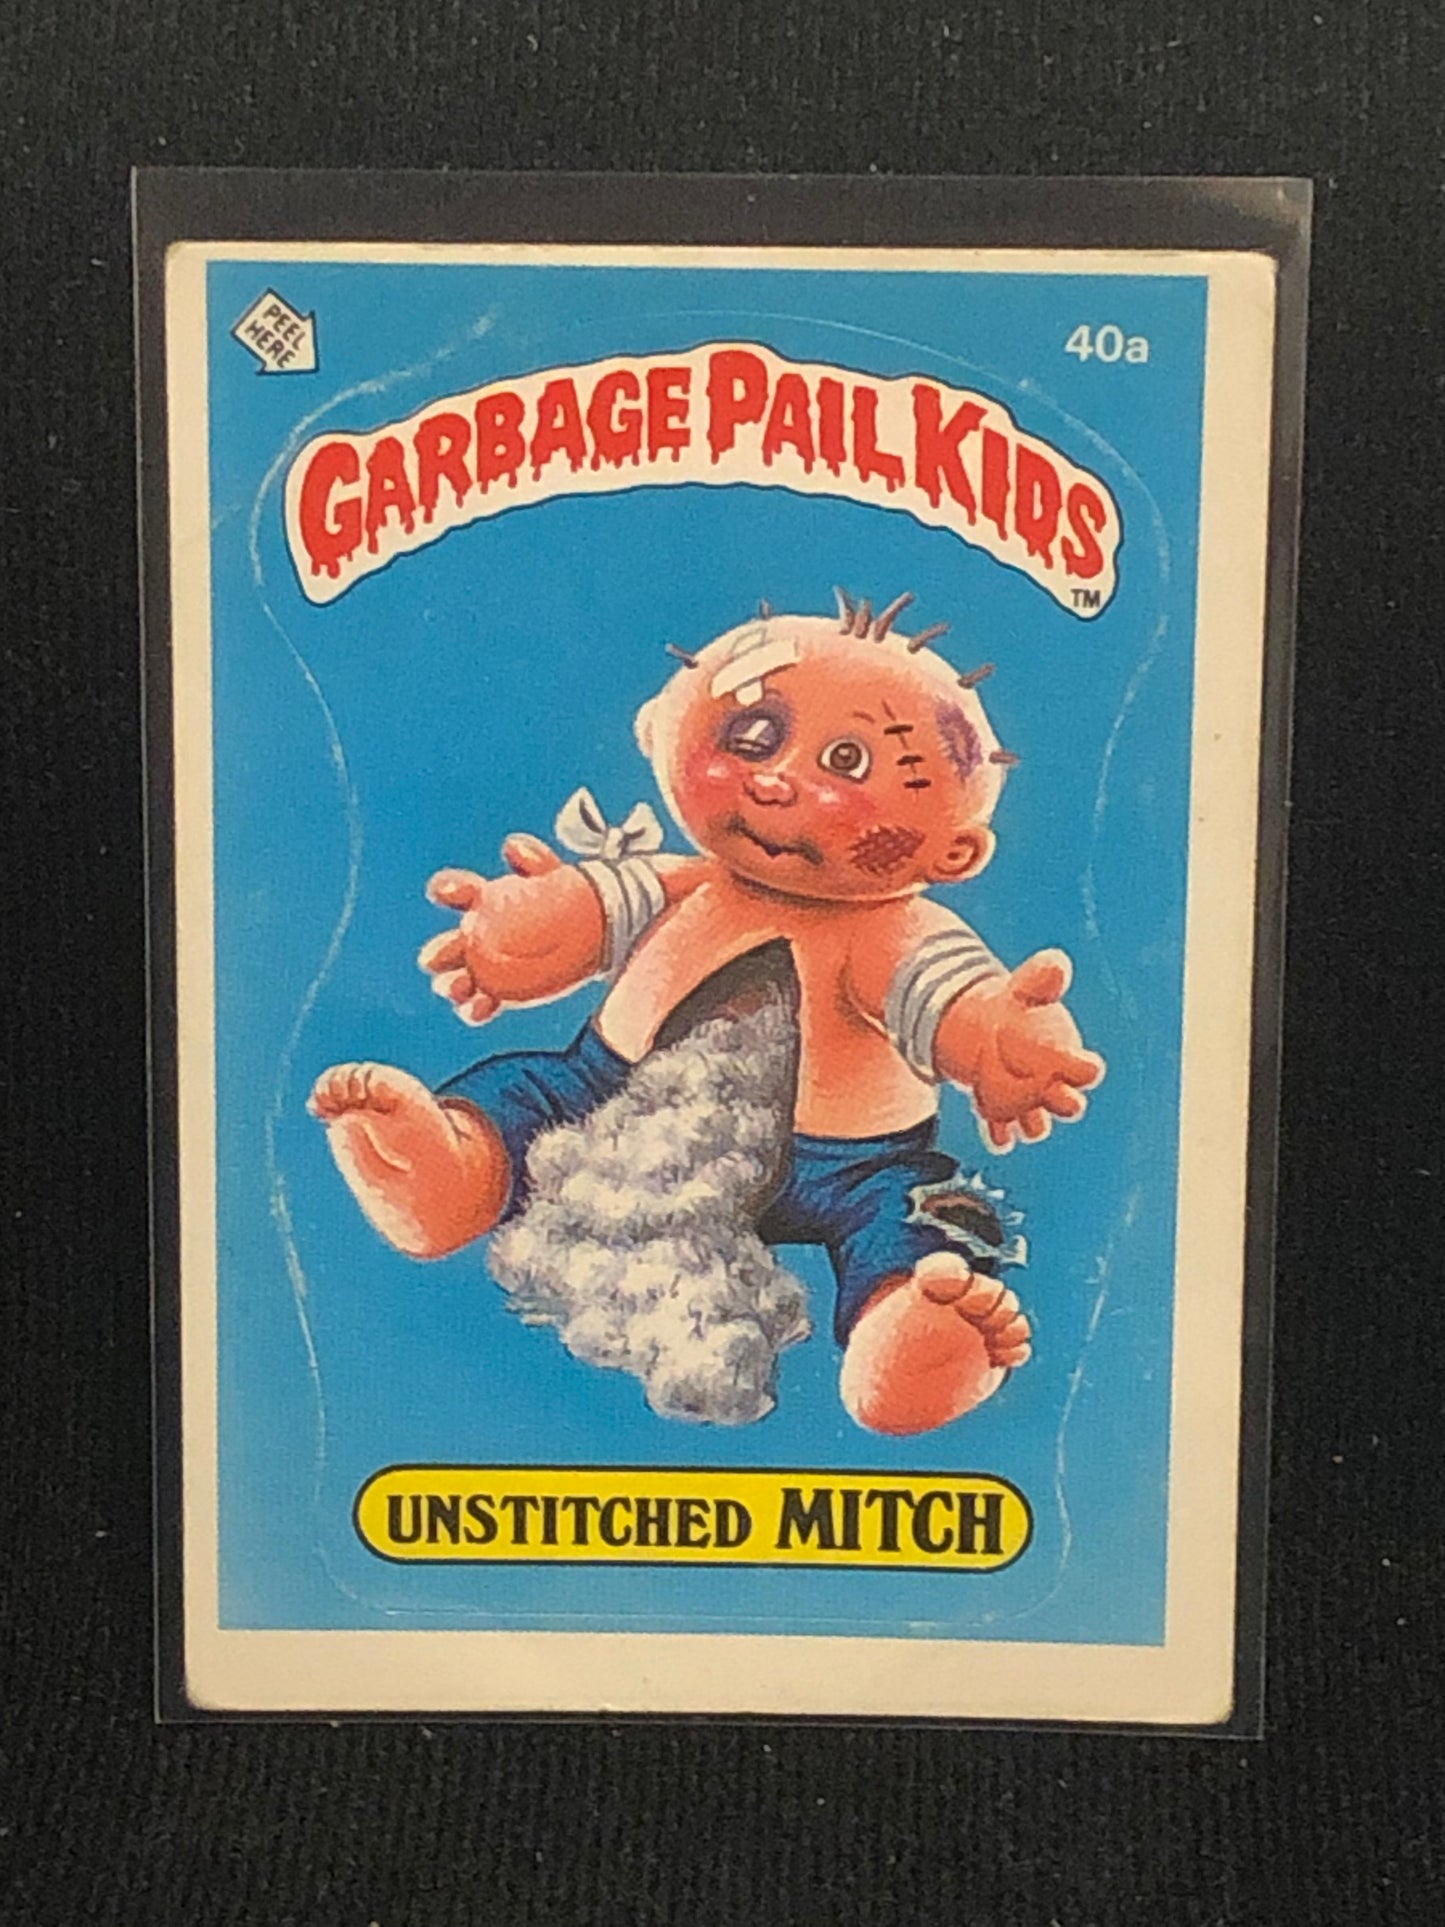 PEEL
HERE
40a
GARBAGE PAIL KIDS
TM
UNSTITCHED MITCH